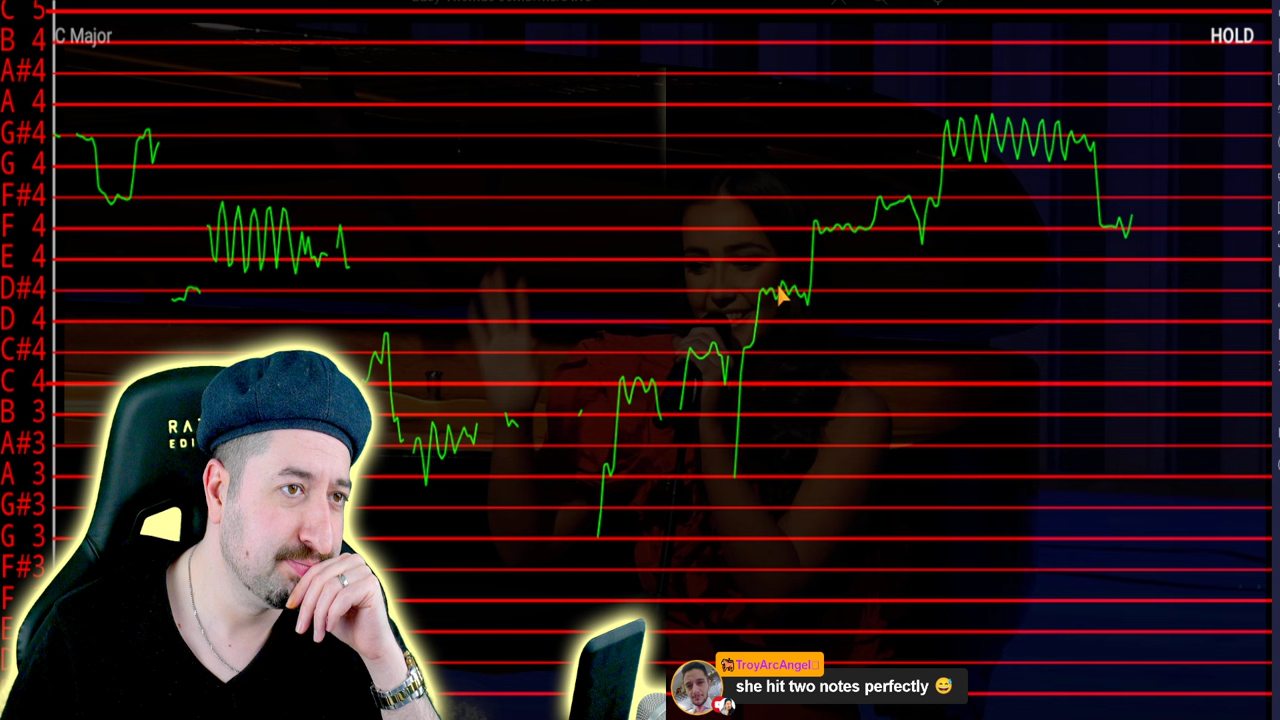 C 5
B 4
C Major
HOLD
A#4
A 4
G#4
G 4
F#4
F 4
E 4
D#4
D 4
C#4
C 4
B 3
A#3
A 3
G#3
G 3
F#3
F
TroyArcAngel
she hit two notes perfectly 😅